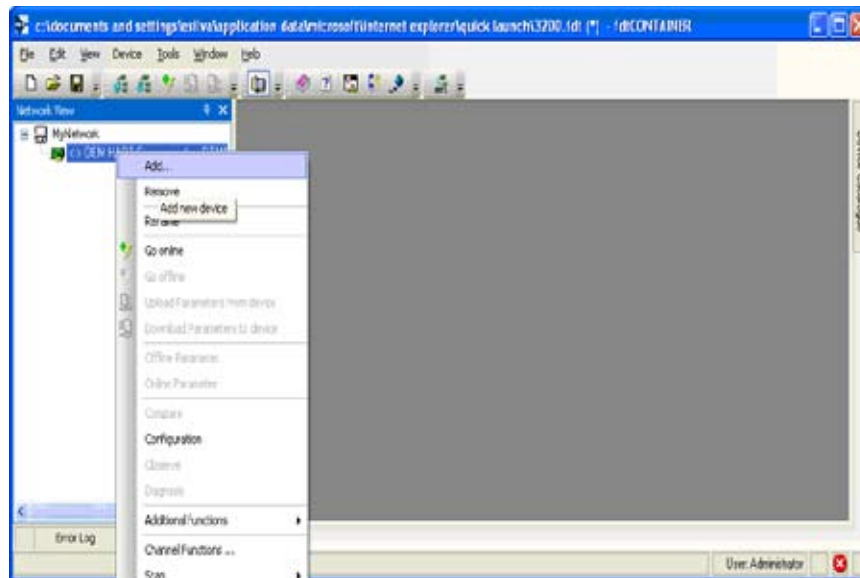 c:\documents and settings\esilva\application data\microsoft\internet explorer\quick launch\3200.fdt (*) - fdtCONTAINER
File Edit View Device Tools Window Help
Network View
MyNetwork
Add...
Remove
Add new device
Rename
Go online
Go offline
Upload Parameters from device
Download Parameters to device
Offline Parameter
Online Parameter
Compare
Configuration
Observe
Diagnosis
Additional Functions
Error Log
Channel Functions ...
Scan
User: Administrator